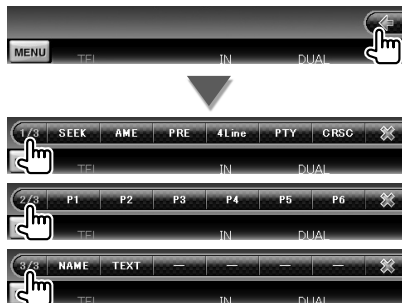 MENU
TEL IN DUAL
1/3 SEEK AME PRE 4Line PTY CRSC
TEL IN DUAL
2/3 P1 P2 P3 P4 P5 P6
TEL IN DUAL
3/3 NAME TEXT — — — —
TEL IN DUAL